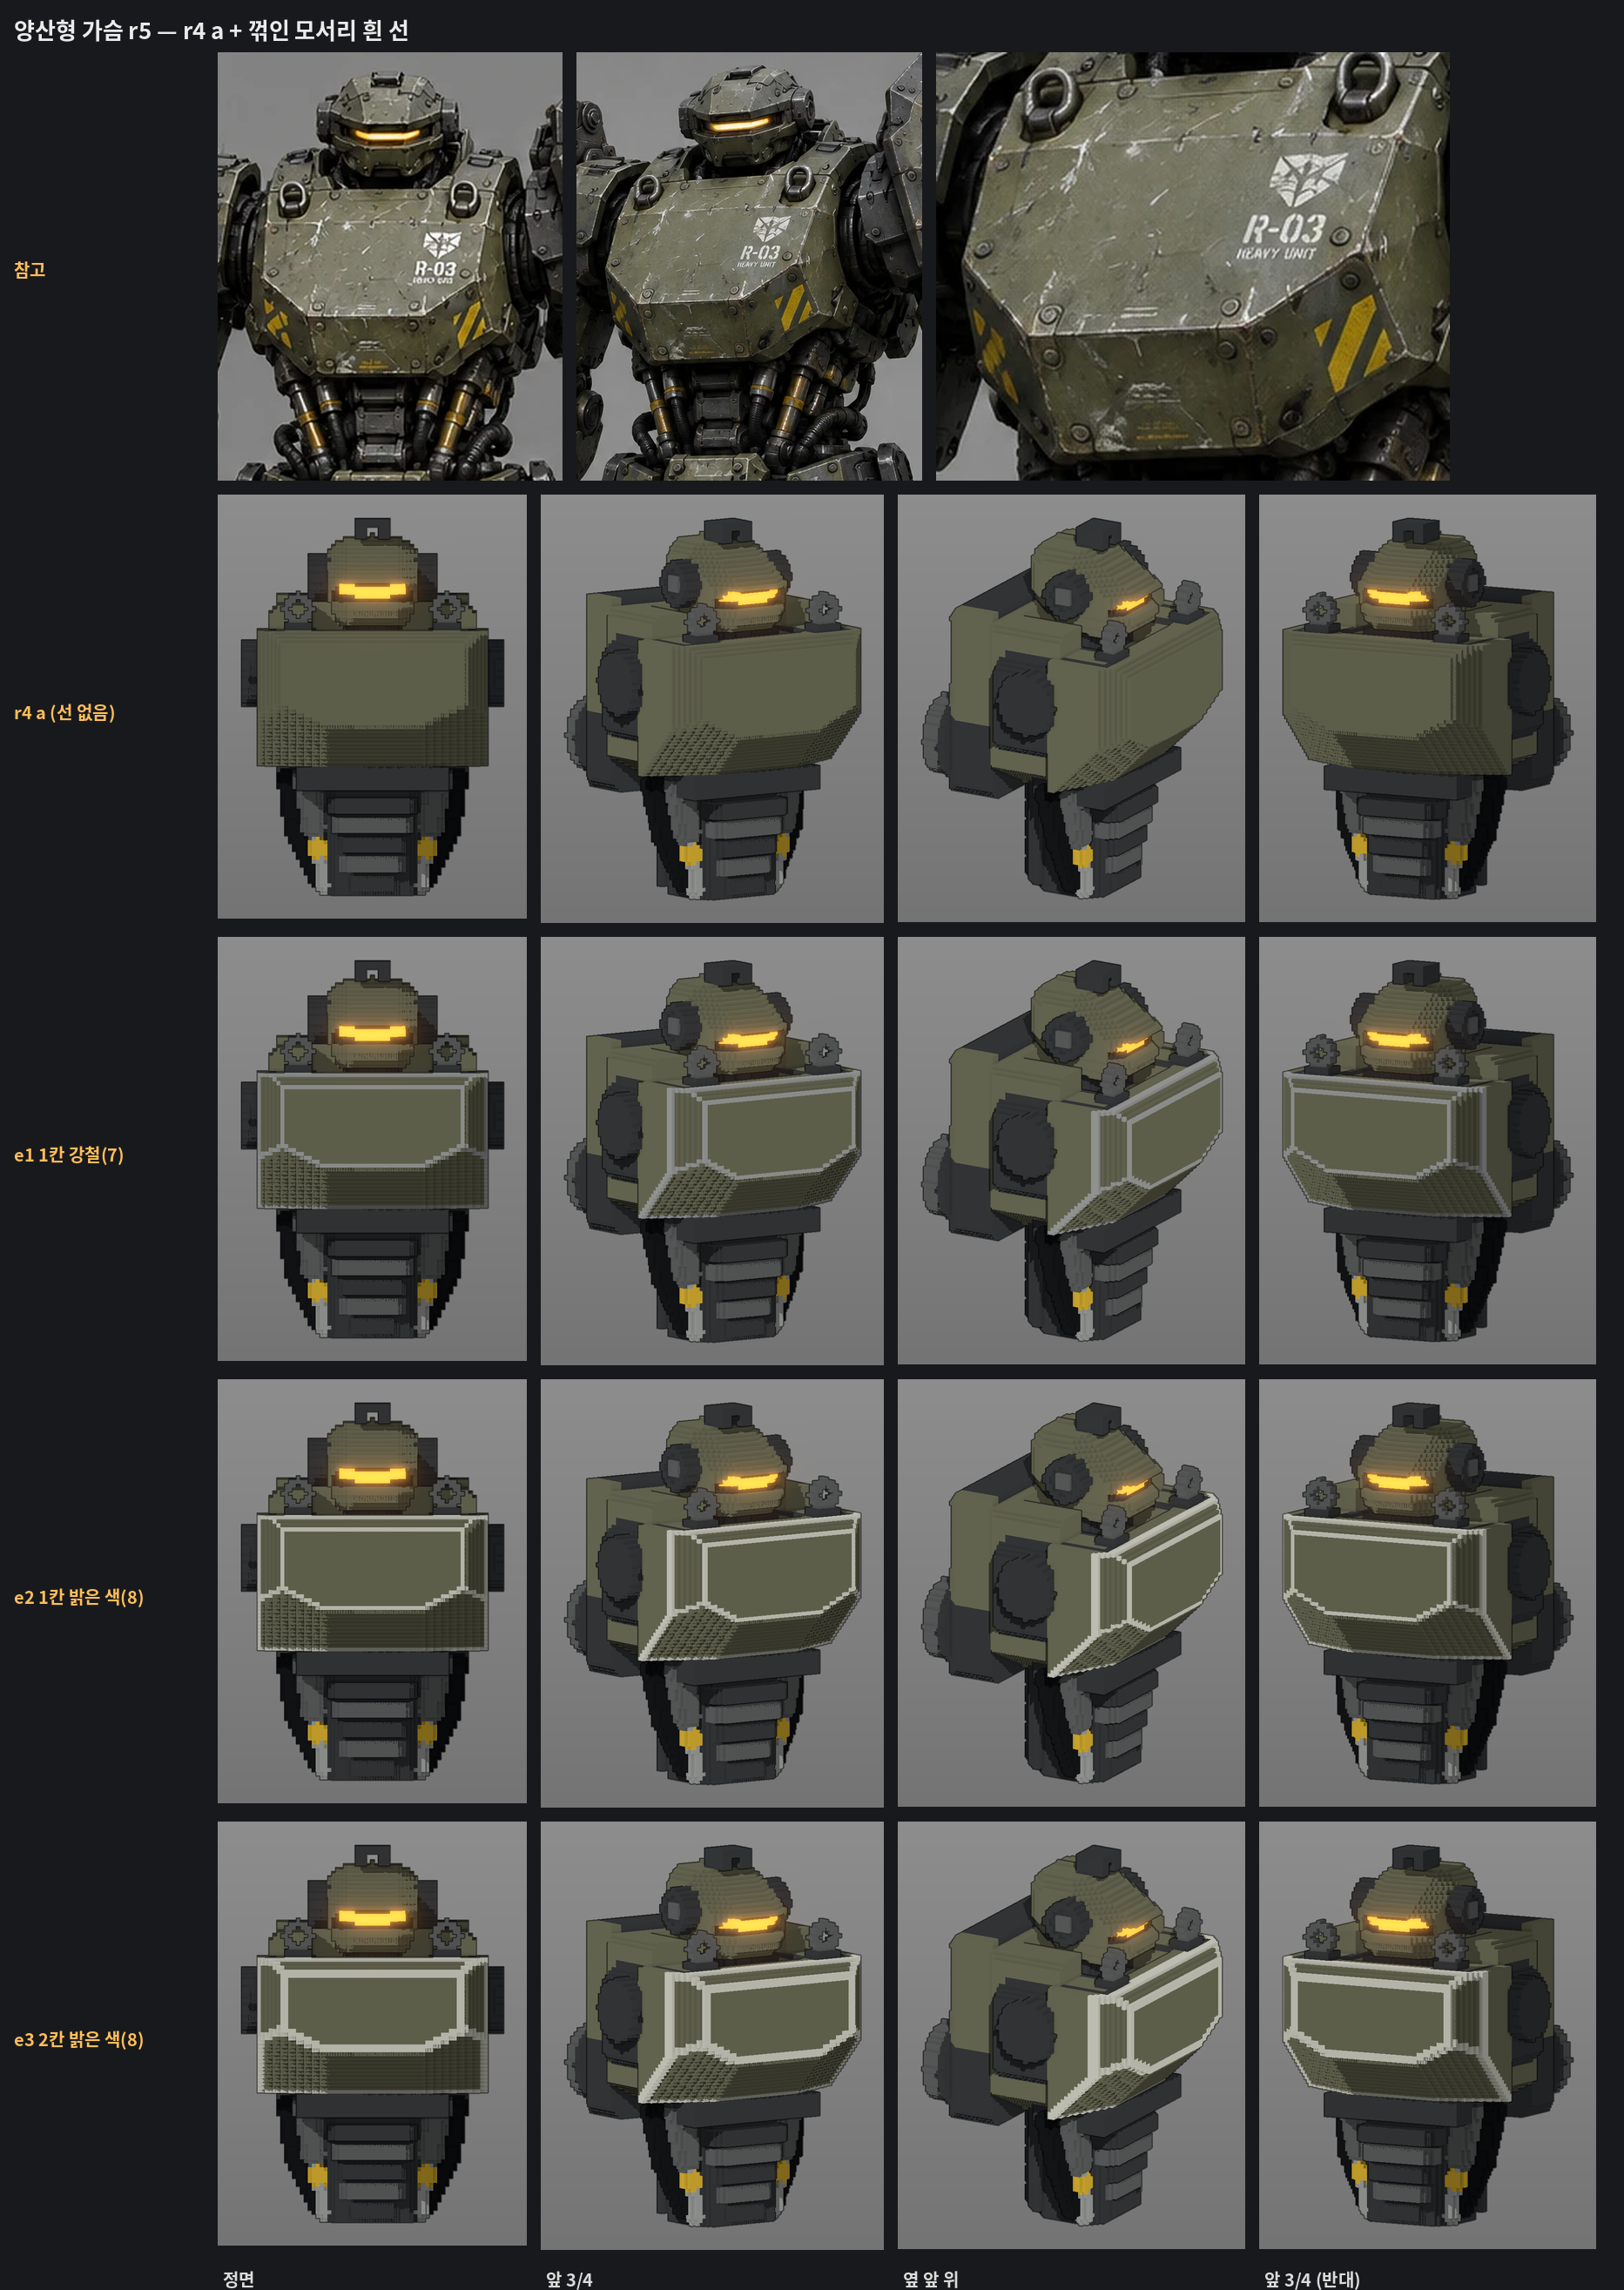 양산형 가슴 r5 — r4 a + 꺾인 모서리 흰 선
참고
R-03
R-03
HEAVY UNIT
R-03
HEAVY UNIT
r4 a (선 없음)
e1 1칸 강철(7)
e2 1칸 밝은 색(8)
e3 2칸 밝은 색(8)
정면
앞 3/4
옆 앞 위
앞 3/4 (반대)